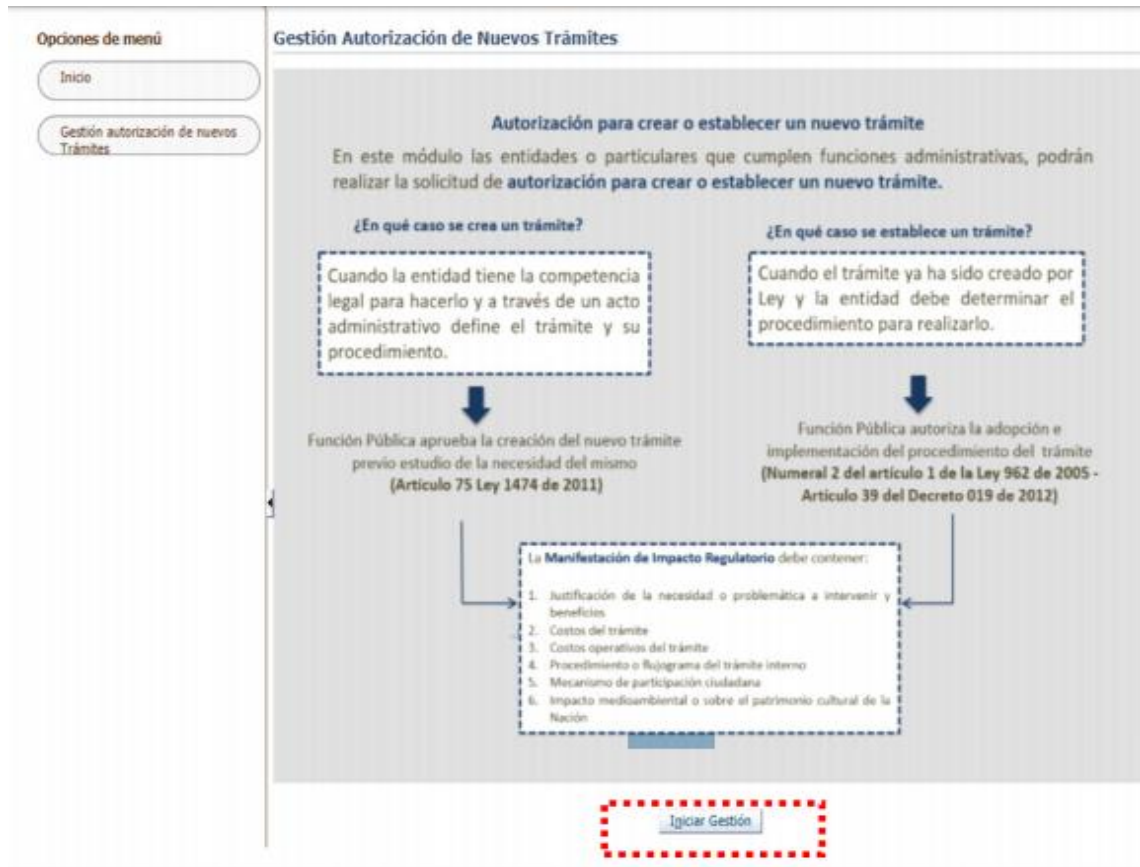 Opciones de menú
Inicio
Gestión autorización de nuevos
Trámites
Gestión Autorización de Nuevos Trámites
Autorización para crear o establecer un nuevo trámite
En este módulo las entidades o particulares que cumplen funciones administrativas, podrán
realizar la solicitud de autorización para crear o establecer un nuevo trámite.
¿En qué caso se crea un trámite?
Cuando la entidad tiene la competencia
legal para hacerlo y a través de un acto
administrativo define el trámite y su
procedimiento.
Función Pública aprueba la creación del nuevo trámite
previo estudio de la necesidad del mismo
(Artículo 75 Ley 1474 de 2011)
¿En qué caso se establece un trámite?
Cuando el trámite ya ha sido creado por
Ley y la entidad debe determinar el
procedimiento para realizarlo.
Función Pública autoriza la adopción e
implementación del procedimiento del trámite
(Numeral 2 del artículo 1 de la Ley 962 de 2005 -
Artículo 39 del Decreto 019 de 2012)
La Manifestación de Impacto Regulatorio debe contener:
1. Justificación de la necesidad o problemática a intervenir y
beneficios
2. Costos del trámite
3. Costos operativos del trámite
4. Procedimiento o flujograma del trámite interno
5. Mecanismo de participación ciudadana
6. Impacto medioambiental o sobre el patrimonio cultural de la
Nación
Iniciar Gestión